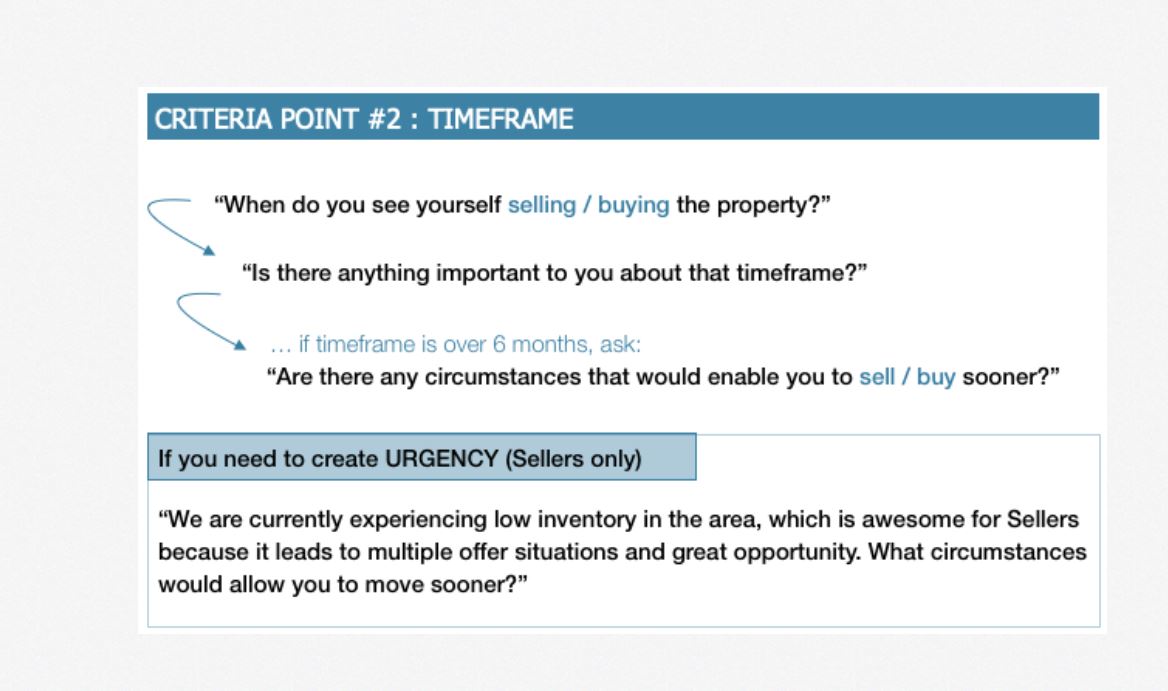 CRITERIA POINT #2 : TIMEFRAME
“When do you see yourself selling / buying the property?”
“Is there anything important to you about that timeframe?”
… if timeframe is over 6 months, ask:
“Are there any circumstances that would enable you to sell / buy sooner?”
If you need to create URGENCY (Sellers only)
“We are currently experiencing low inventory in the area, which is awesome for Sellers
because it leads to multiple offer situations and great opportunity. What circumstances
would allow you to move sooner?”